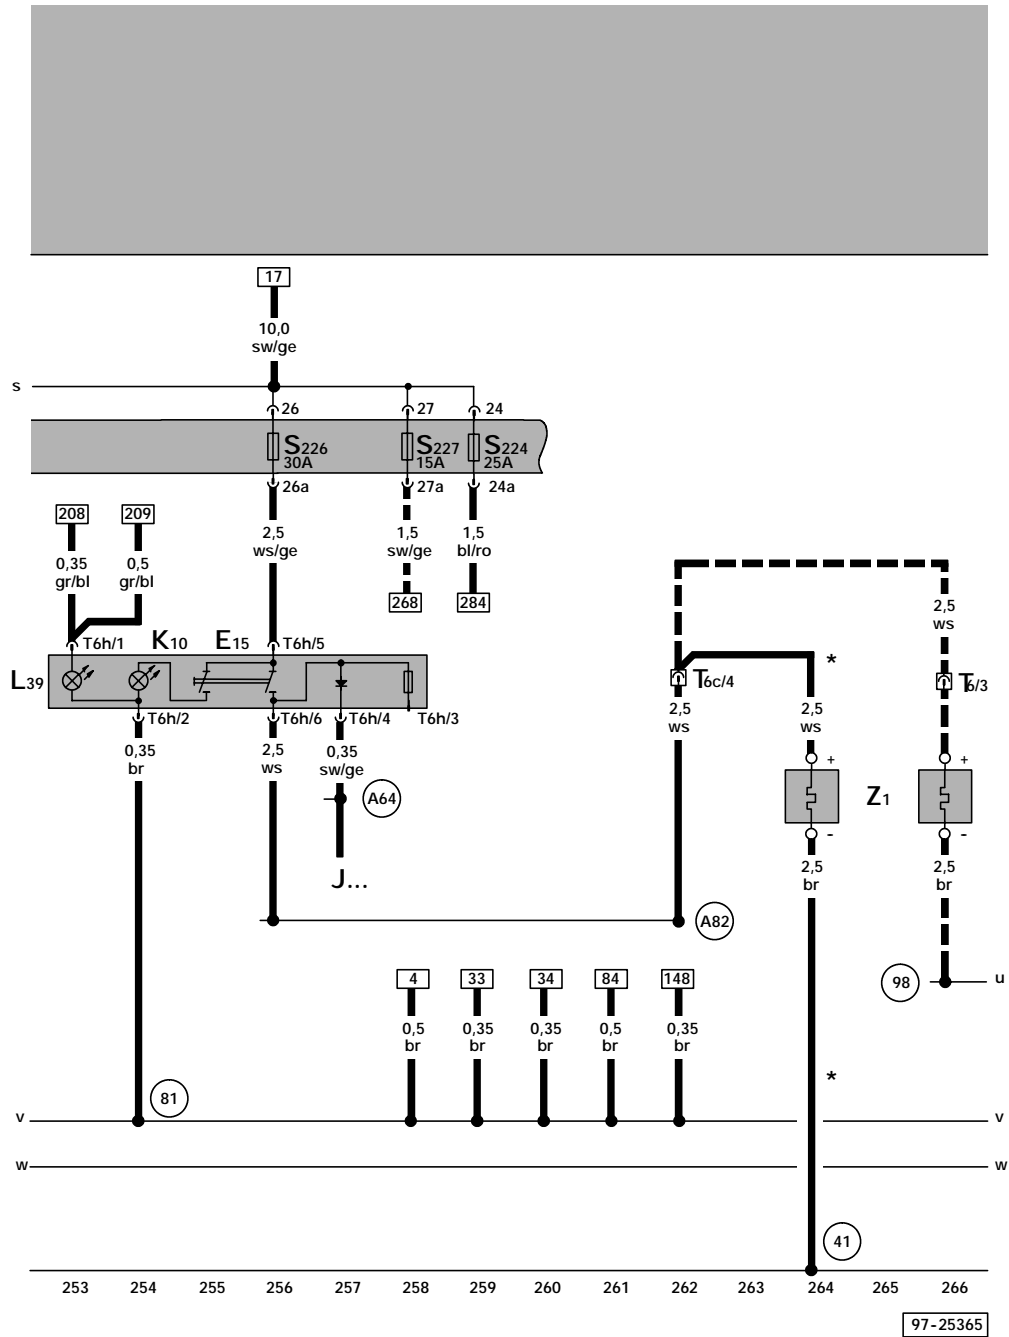 17
10,0
sw/ge
s
26 27 24
S226 S227 S224
30A 15A 25A
26a 27a 24a
208 209
2,5 1,5 1,5
ws/ge sw/ge bl/ro
0,35 0,5
gr/bl gr/bl
268 284
2,5
ws
T6h/1 K10 E15 T6h/5
*
L39
T6c/4 T6/3
T6h/2 T6h/6 T6h/4 T6h/3
2,5 2,5
ws ws
0,35 2,5 0,35
br ws sw/ge
+ +
A64 Z1
- -
2,5 2,5
br br
J...
A82
4 33 34 84 148
98 u
0,5 0,35 0,35 0,5 0,35
br br br br br
*
81
v v
w w
41
253 254 255 256 257 258 259 260 261 262 263 264 265 266
97-25365